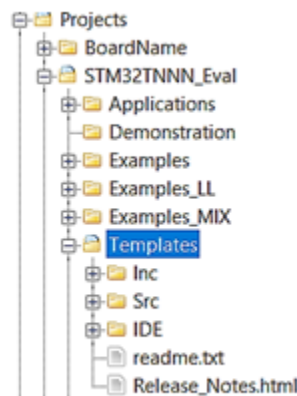 Projects
BoardName
STM32TNNN_Eval
Applications
Demonstration
Examples
Examples_LL
Examples_MIX
Templates
Inc
Src
IDE
readme.txt
Release_Notes.html